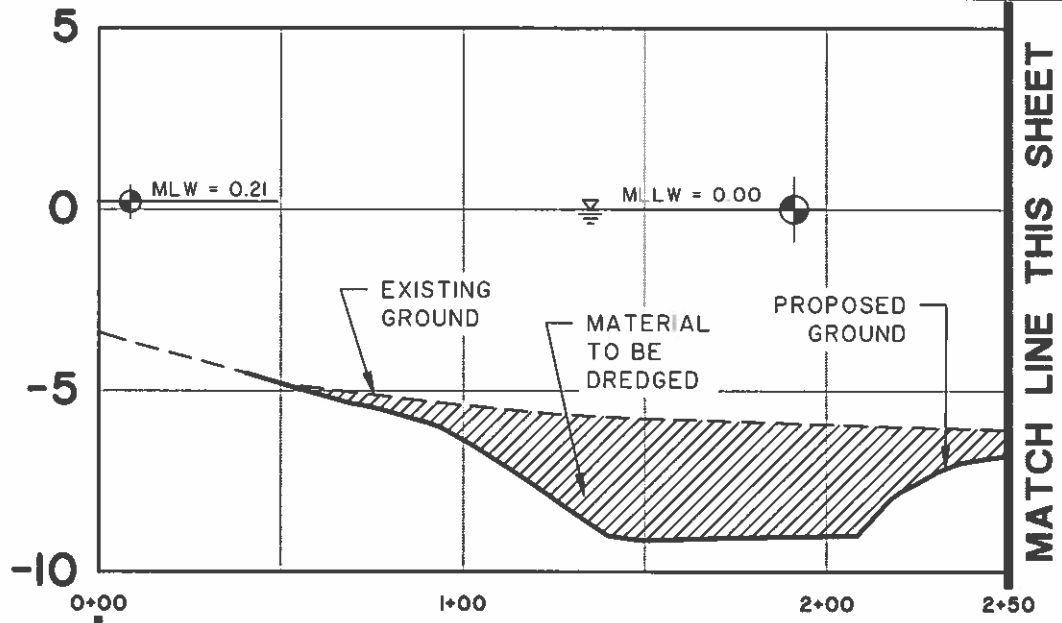 5
MLW = 0.21
MLLW = 0.00
0
EXISTING
GROUND
MATERIAL
TO BE
DREDGED
PROPOSED
GROUND
-5
-10
0+00
1+00
2+00
2+50
MATCH LINE THIS SHEET